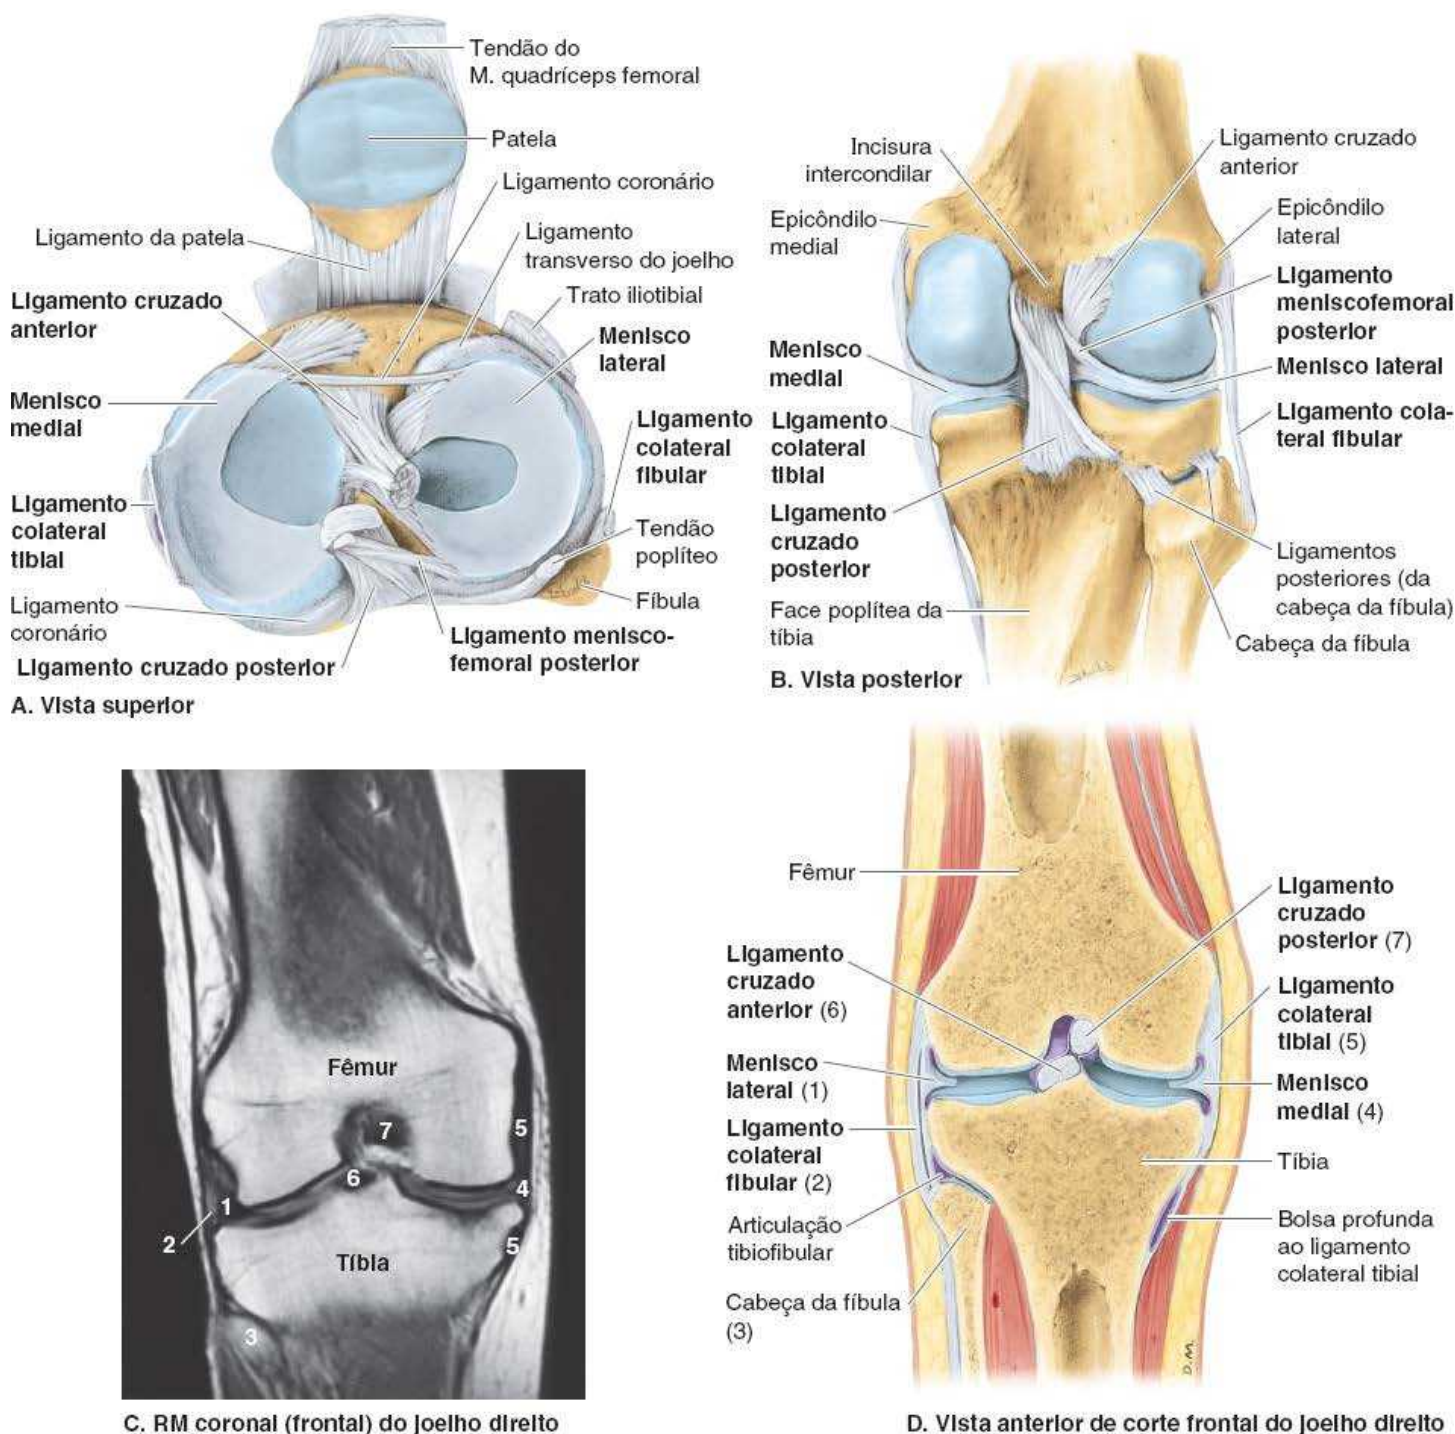 Tendão do
M. quadríceps femoral
Patela
Ligamento coronário
Ligamento da patela
Ligamento
transverso do joelho
Trato iliotibial
Ligamento cruzado
anterior
Menisco
lateral
Menisco
medial
Ligamento
colateral
fibular
Ligamento
colateral
tibial
Tendão
poplíteo
Ligamento
coronário
Fíbula
Ligamento menisco-
femoral posterior
Ligamento cruzado posterior
A. Vista superior
Incisura
intercondilar
Ligamento cruzado
anterior
Epicôndilo
medial
Epicôndilo
lateral
Ligamento
meniscofemoral
posterior
Menisco
medial
Menisco lateral
Ligamento
colateral
tibial
Ligamento cola-
teral fibular
Ligamento
cruzado
posterior
Ligamentos
posteriores (da
cabeça da fíbula)
Face poplítea da
tíbia
Cabeça da fíbula
B. Vista posterior
Fêmur
7
5
6
4
1
2
5
Tíbia
3
C. RM coronal (frontal) do joelho direito
Fêmur
Ligamento
cruzado
posterior (7)
Ligamento
cruzado
anterior (6)
Ligamento
colateral
tibial (5)
Menisco
lateral (1)
Menisco
medial (4)
Ligamento
colateral
fibular (2)
Tíbia
Articulação
tibiofibular
Bolsa profunda
ao ligamento
colateral tibial
Cabeça da fíbula
(3)
D.M.
D. Vista anterior de corte frontal do joelho direito